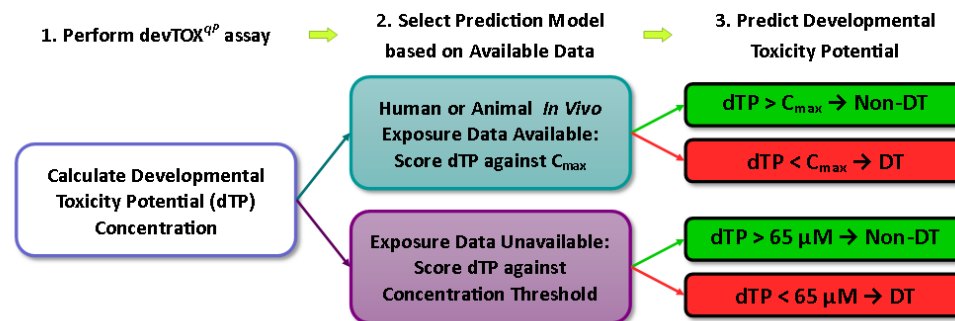 1. Perform devTOX^qP assay
2. Select Prediction Model
based on Available Data
3. Predict Developmental
Toxicity Potential
Calculate Developmental
Toxicity Potential (dTP)
Concentration
Human or Animal In Vivo
Exposure Data Available:
Score dTP against Cmax
dTP > Cmax → Non-DT
dTP < Cmax → DT
Exposure Data Unavailable:
Score dTP against
Concentration Threshold
dTP > 65 µM → Non-DT
dTP < 65 µM → DT